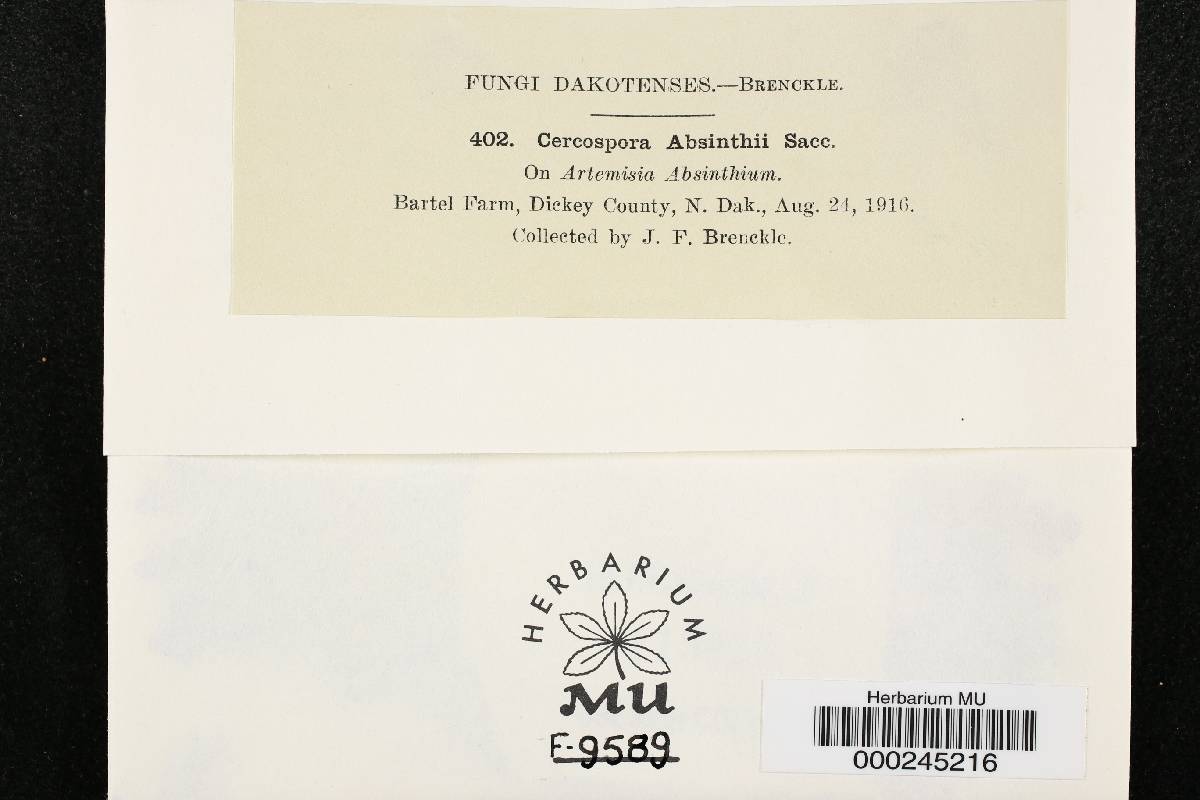 FUNGI DAKOTENSES.—BRENCKLE.
402. Cercospora Absinthii Sacc.
On Artemisia Absinthium.
Bartel Farm, Dickey County, N. Dak., Aug. 24, 1916.
Collected by J. F. Brenckle.
HERBARIUM
MU
F-9589
Herbarium MU
000245216